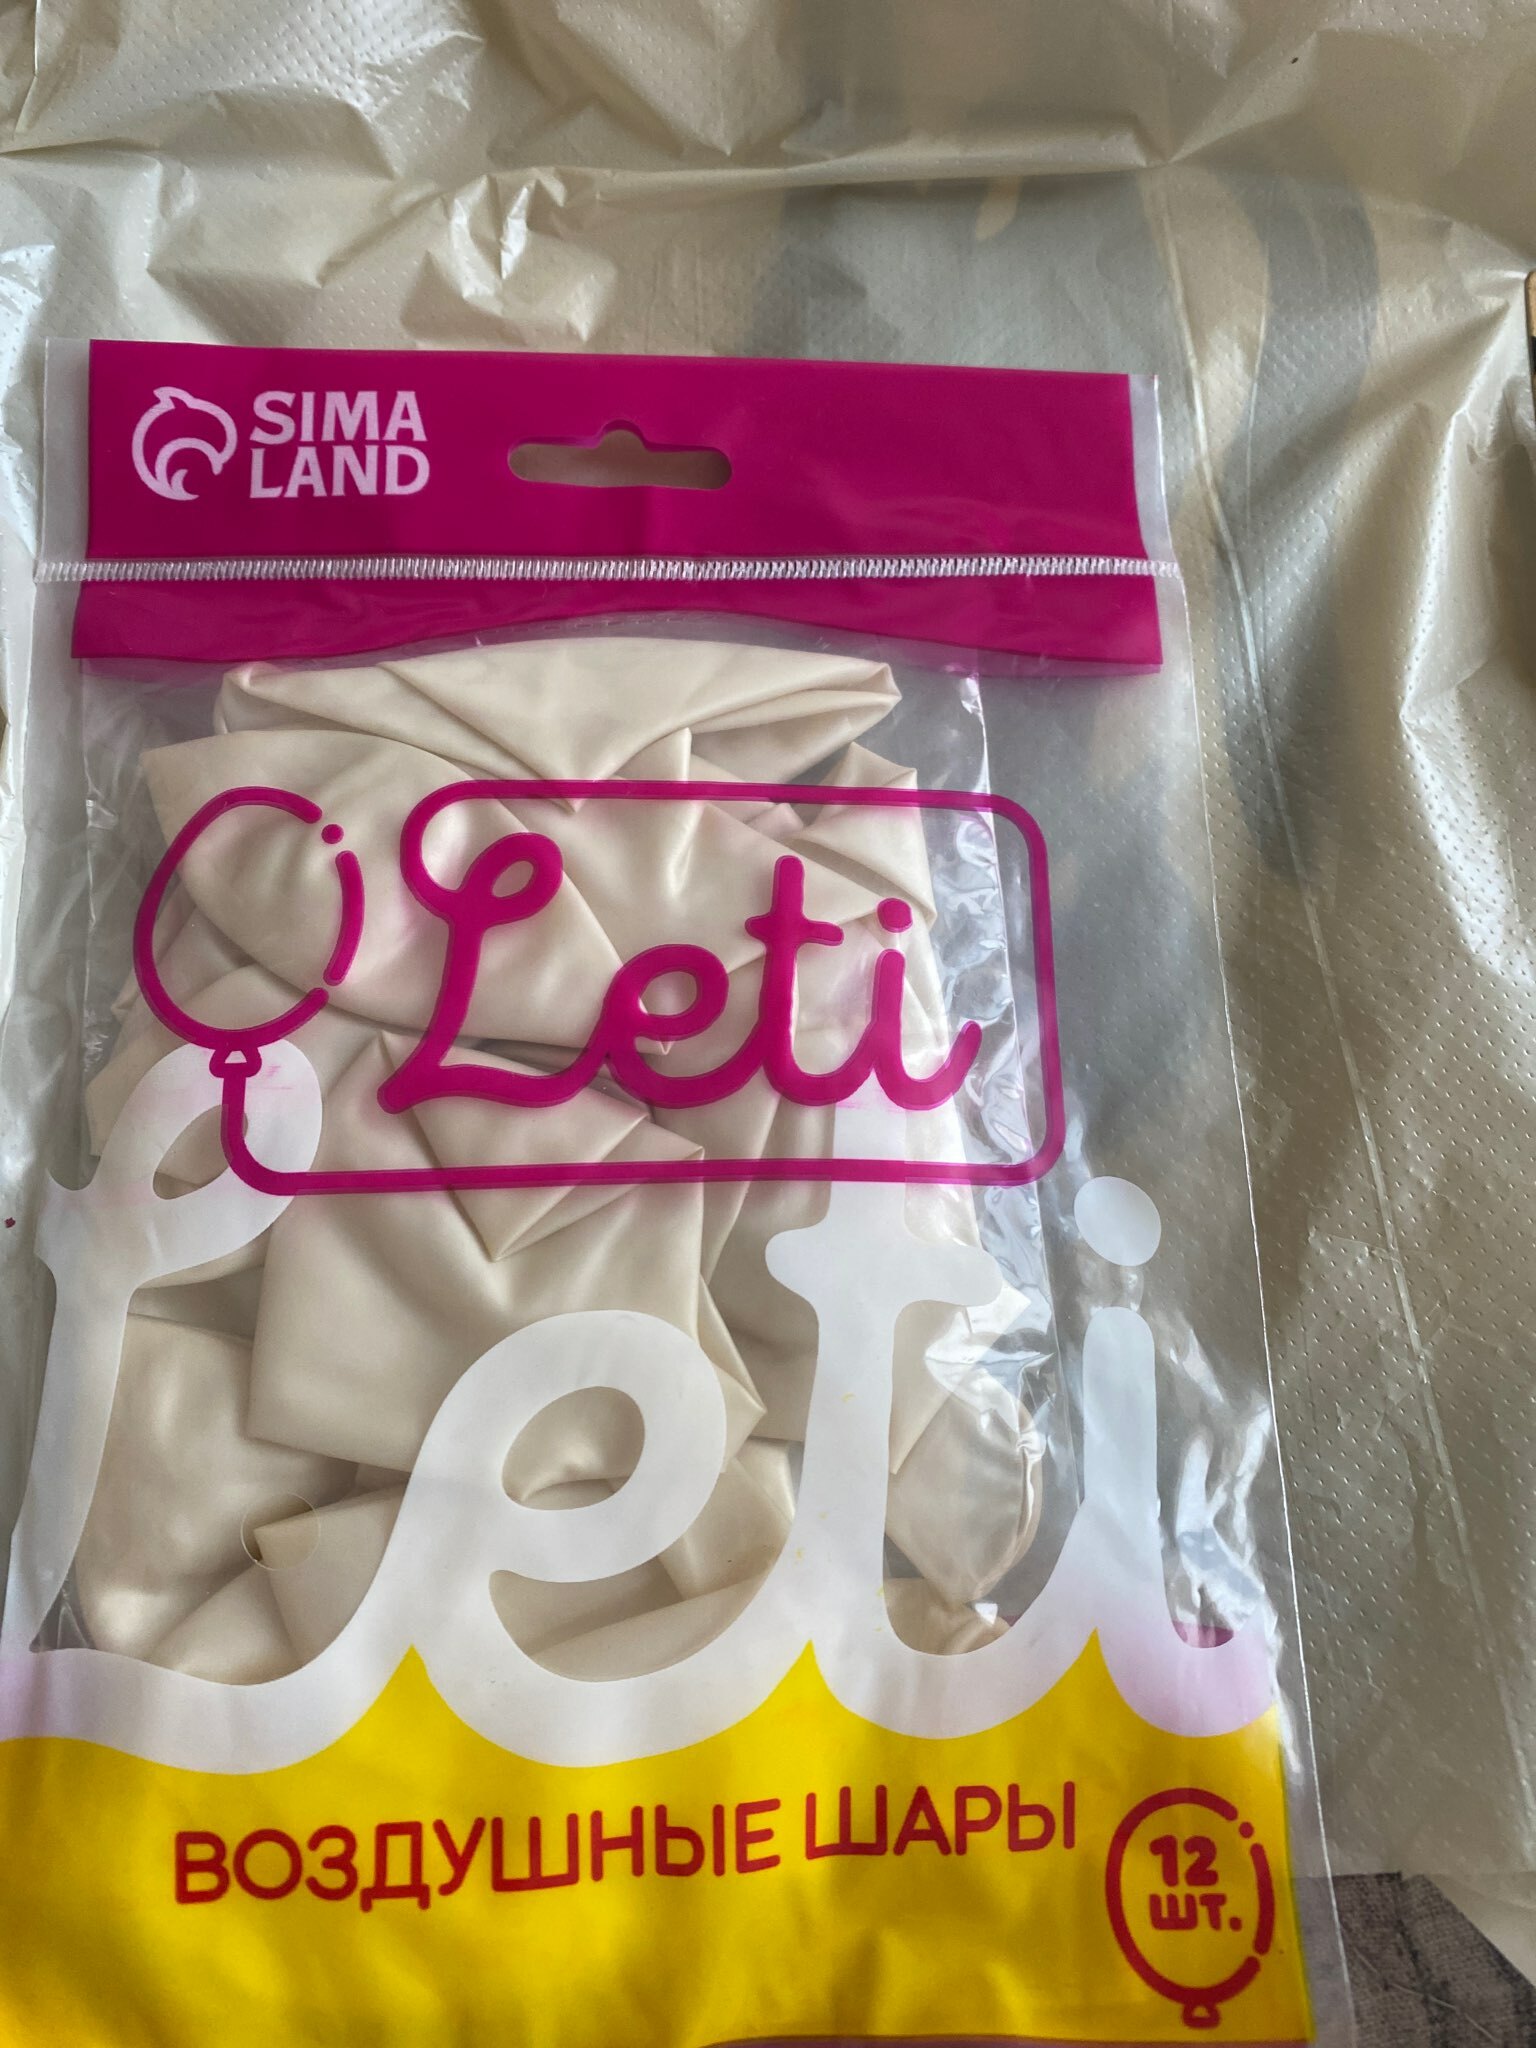 SIMA
LAND
Leti
Leti
ВОЗДУШНЫЕ ШАРЫ
12
шт.